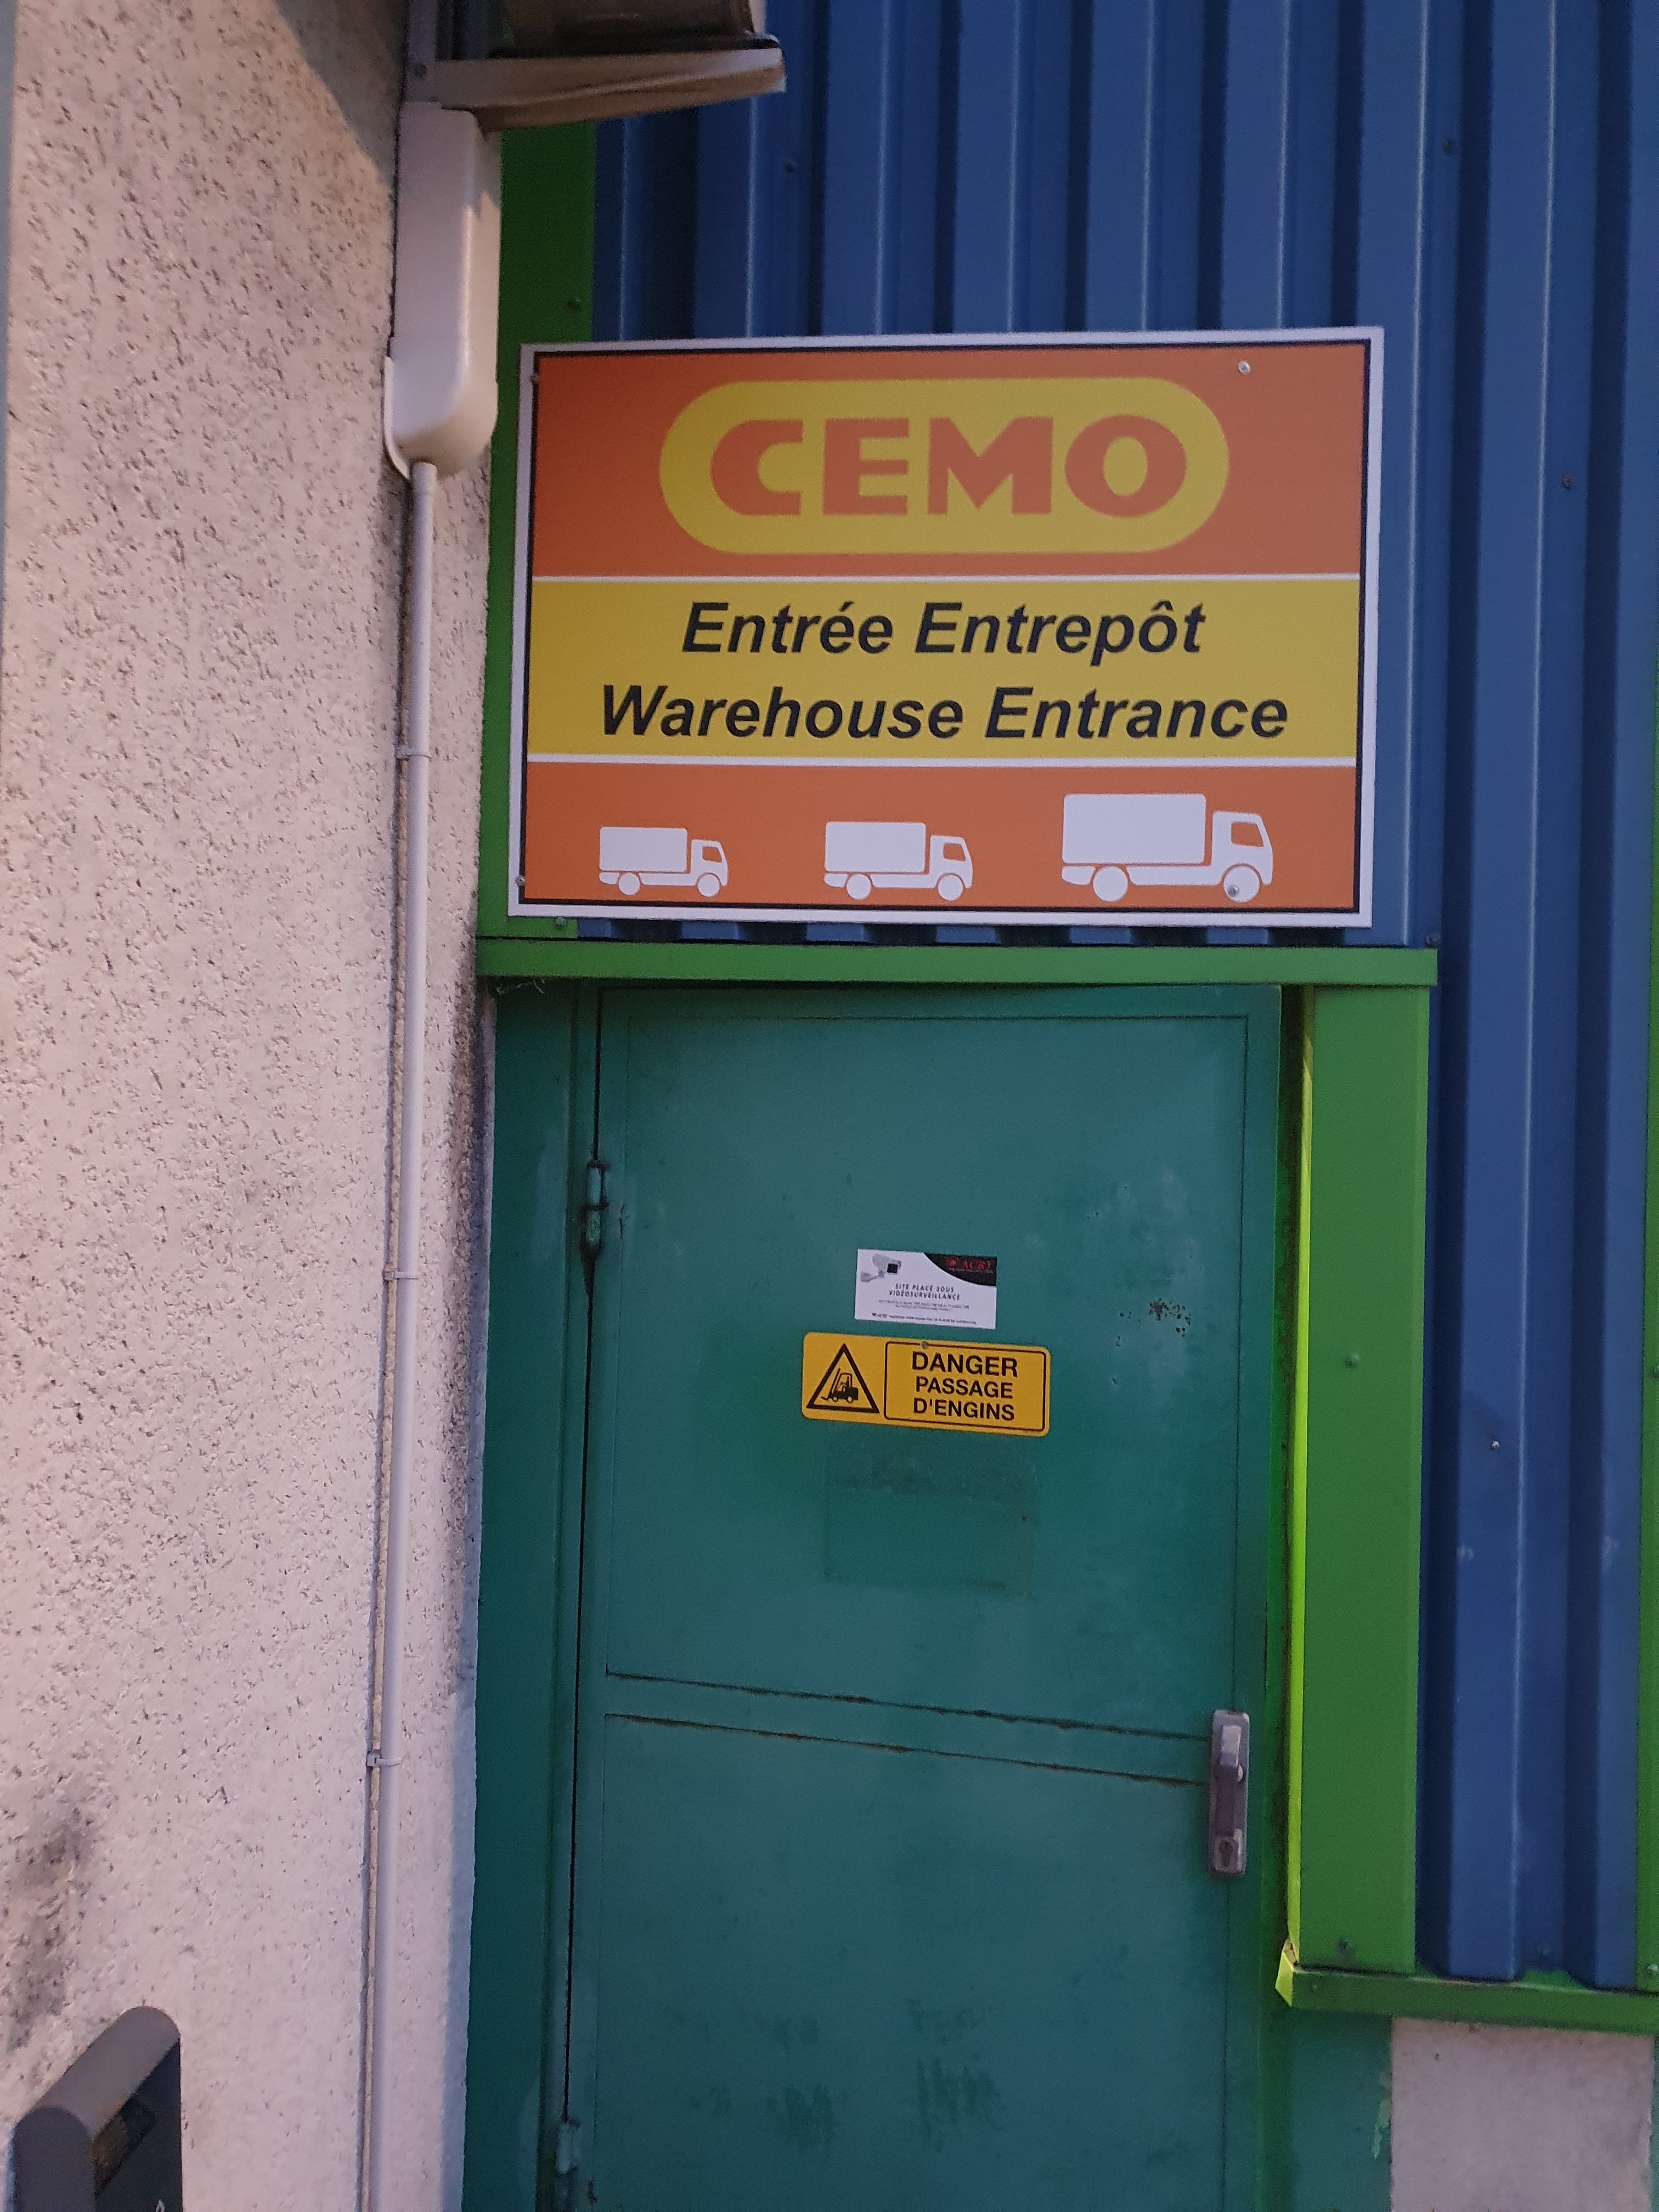 CEMO
Entrée Entrepôt
Warehouse Entrance
SITE PLACÉ SOUS
VIDÉOSURVEILLANCE
DANGER
PASSAGE
D'ENGINS